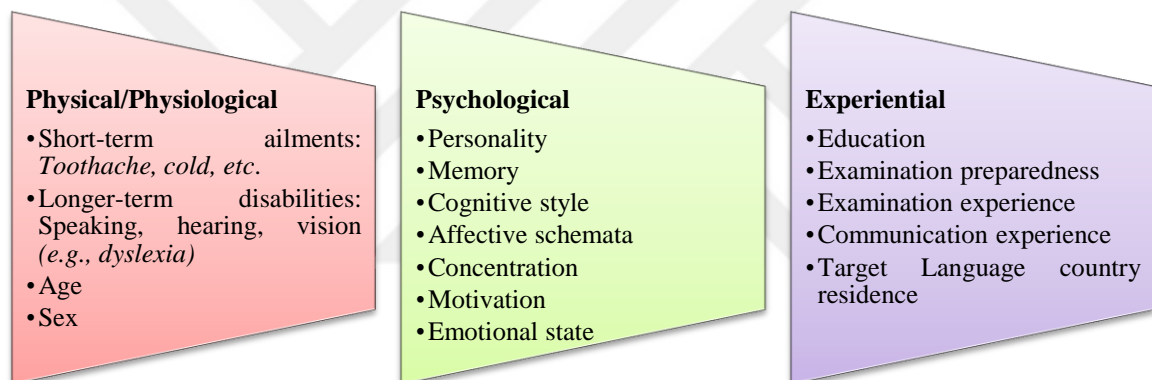 Physical/Physiological
•Short-term ailments:
Toothache, cold, etc.
•Longer-term disabilities:
Speaking, hearing, vision
(e.g., dyslexia)
•Age
•Sex
Psychological
•Personality
•Memory
•Cognitive style
•Affective schemata
•Concentration
•Motivation
•Emotional state
Experiential
•Education
•Examination preparedness
•Examination experience
•Communication experience
•Target Language country
residence